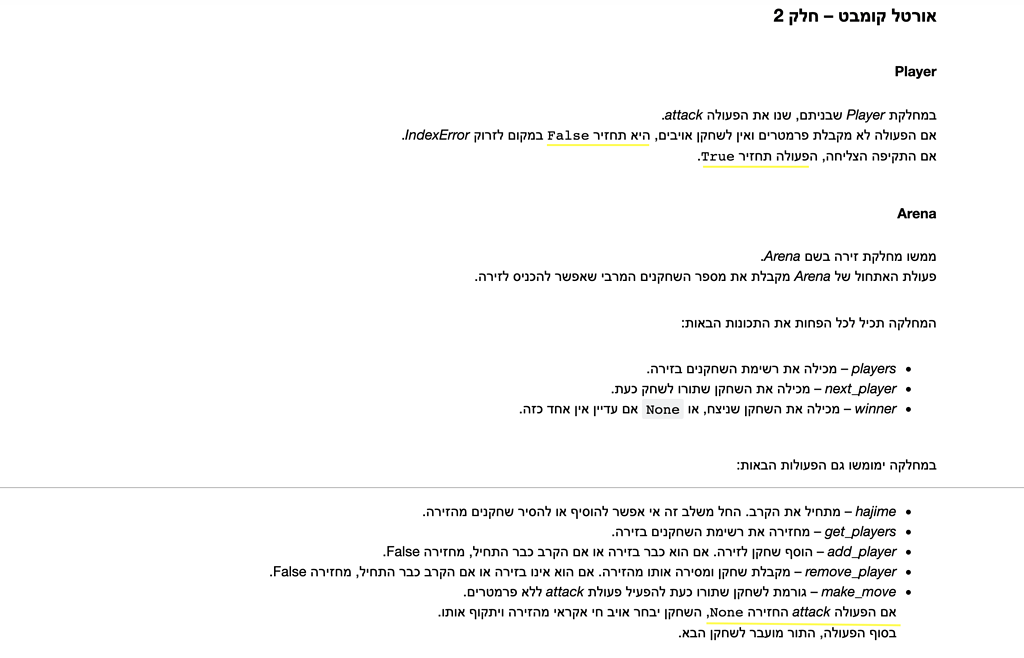 אורטל קומבט – חלק 2
Player
במחלקת Player שבניתם, שנו את הפעולה attack.
אם הפעולה לא מקבלת פרמטרים ואין לשחקן אויבים, היא תחזיר False במקום לזרוק IndexError.
אם התקיפה הצליחה, הפעולה תחזיר True.
Arena
ממשו מחלקת זירה בשם Arena.
פעולת האתחול של Arena מקבלת את מספר השחקנים המרבי שאפשר להכניס לזירה.
המחלקה תכיל לכל הפחות את התכונות הבאות:
• players – מכילה את רשימת השחקנים בזירה.
• next_player – מכילה את השחקן שתורו לשחק כעת.
• winner – מכילה את השחקן שניצח, או None אם עדיין אין אחד כזה.
במחלקה ימומשו גם הפעולות הבאות:
• hajime – מתחיל את הקרב. החל משלב זה אי אפשר להוסיף או להסיר שחקנים מהזירה.
• get_players – מחזירה את רשימת השחקנים בזירה.
• add_player – הוסף שחקן לזירה. אם הוא כבר בזירה או אם הקרב כבר התחיל, מחזירה False.
• remove_player – מקבלת שחקן ומסירה אותו מהזירה. אם הוא אינו בזירה או אם הקרב כבר התחיל, מחזירה False.
• make_move – גורמת לשחקן שתורו כעת להפעיל פעולת attack ללא פרמטרים.
אם הפעולה attack החזירה None, השחקן יבחר אויב חי אקראי מהזירה ויתקוף אותו.
בסוף הפעולה, התור מועבר לשחקן הבא.